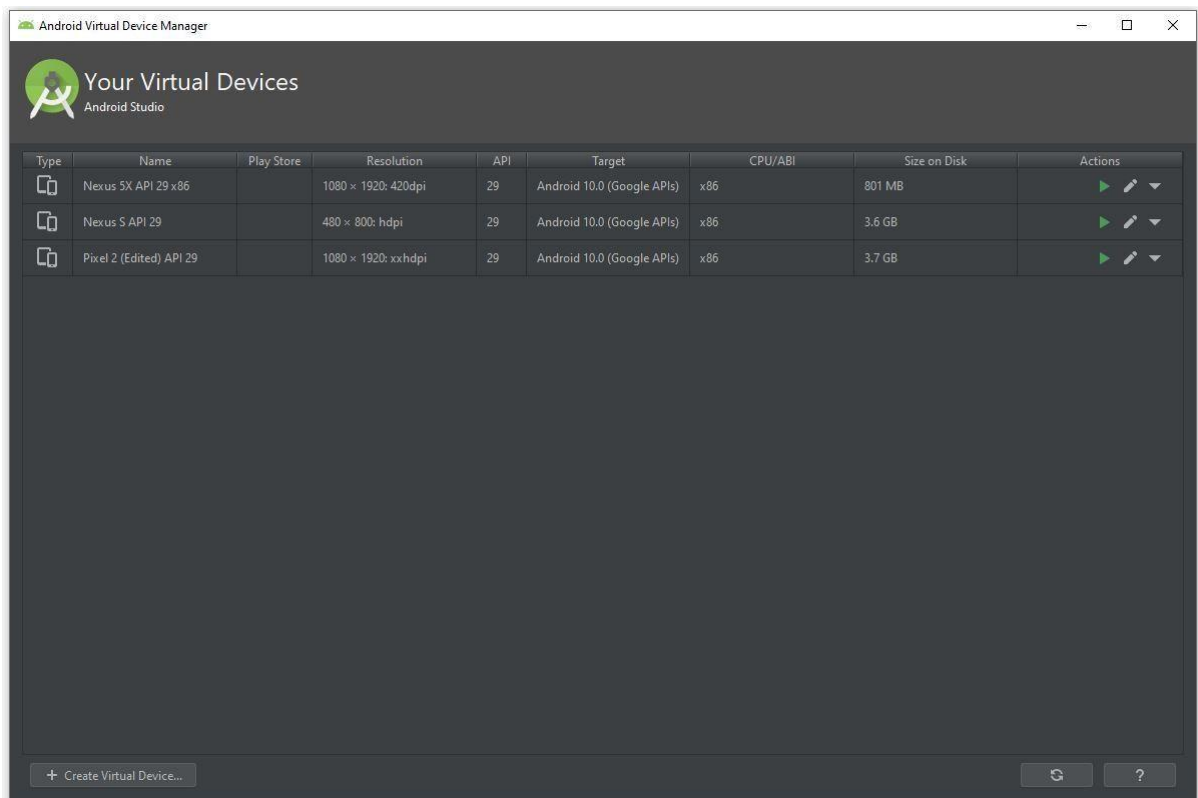 Android Virtual Device Manager
Your Virtual Devices
Android Studio
Type Name Play Store Resolution API Target CPU/ABI Size on Disk Actions
Nexus 5X API 29 x86 1080 × 1920: 420dpi 29 Android 10.0 (Google APIs) x86 801 MB
Nexus S API 29 480 × 800: hdpi 29 Android 10.0 (Google APIs) x86 3.6 GB
Pixel 2 (Edited) API 29 1080 × 1920: xxhdpi 29 Android 10.0 (Google APIs) x86 3.7 GB
+ Create Virtual Device... ?